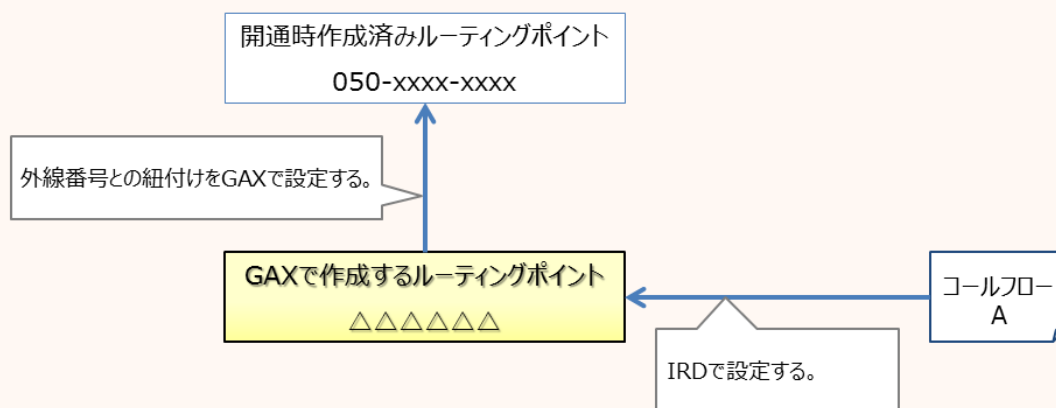 開通時作成済みルーティングポイント
050-xxxx-xxxx
外線番号との紐付けをGAXで設定する。
GAXで作成するルーティングポイント
△△△△△△
コールフロー
A
IRDで設定する。